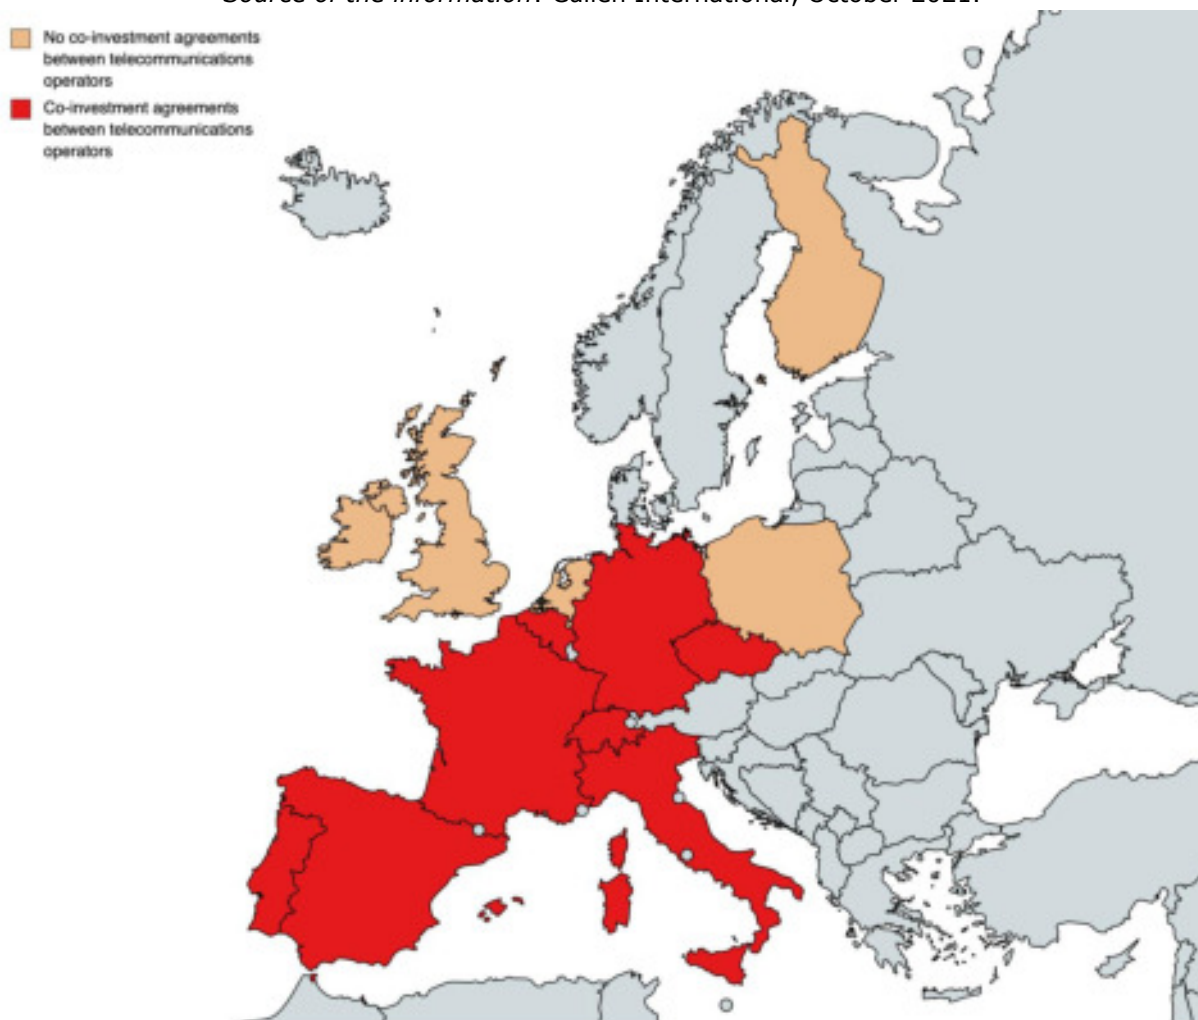 Source of the information: Cullen International, October 2021.
No co-investment agreements
between telecommunications
operators
Co-investment agreements
between telecommunications
operators